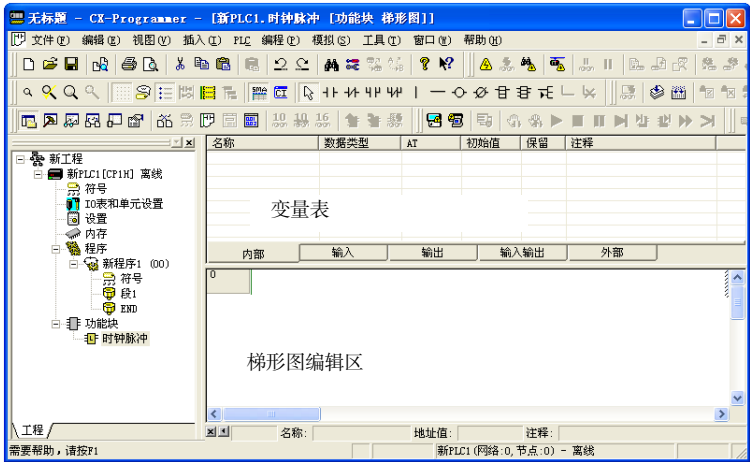 无标题 - CX-Programmer - [新PLC1.时钟脉冲 [功能块 梯形图]]
文件(F) 编辑(E) 视图(V) 插入(I) PLC 编程(P) 模拟(S) 工具(T) 窗口(W) 帮助(H)
名称 数据类型 AT 初始值 保留 注释
新工程
新PLC1[CP1H] 离线
符号
IO表和单元设置
设置
内存
程序
新程序1 (00)
符号
段1
END
功能块
时钟脉冲
变量表
内部 输入 输出 输入输出 外部
0
梯形图编辑区
工程
名称: 地址值: 注释:
需要帮助，请按F1
新PLC1(网络:0,节点:0) - 离线